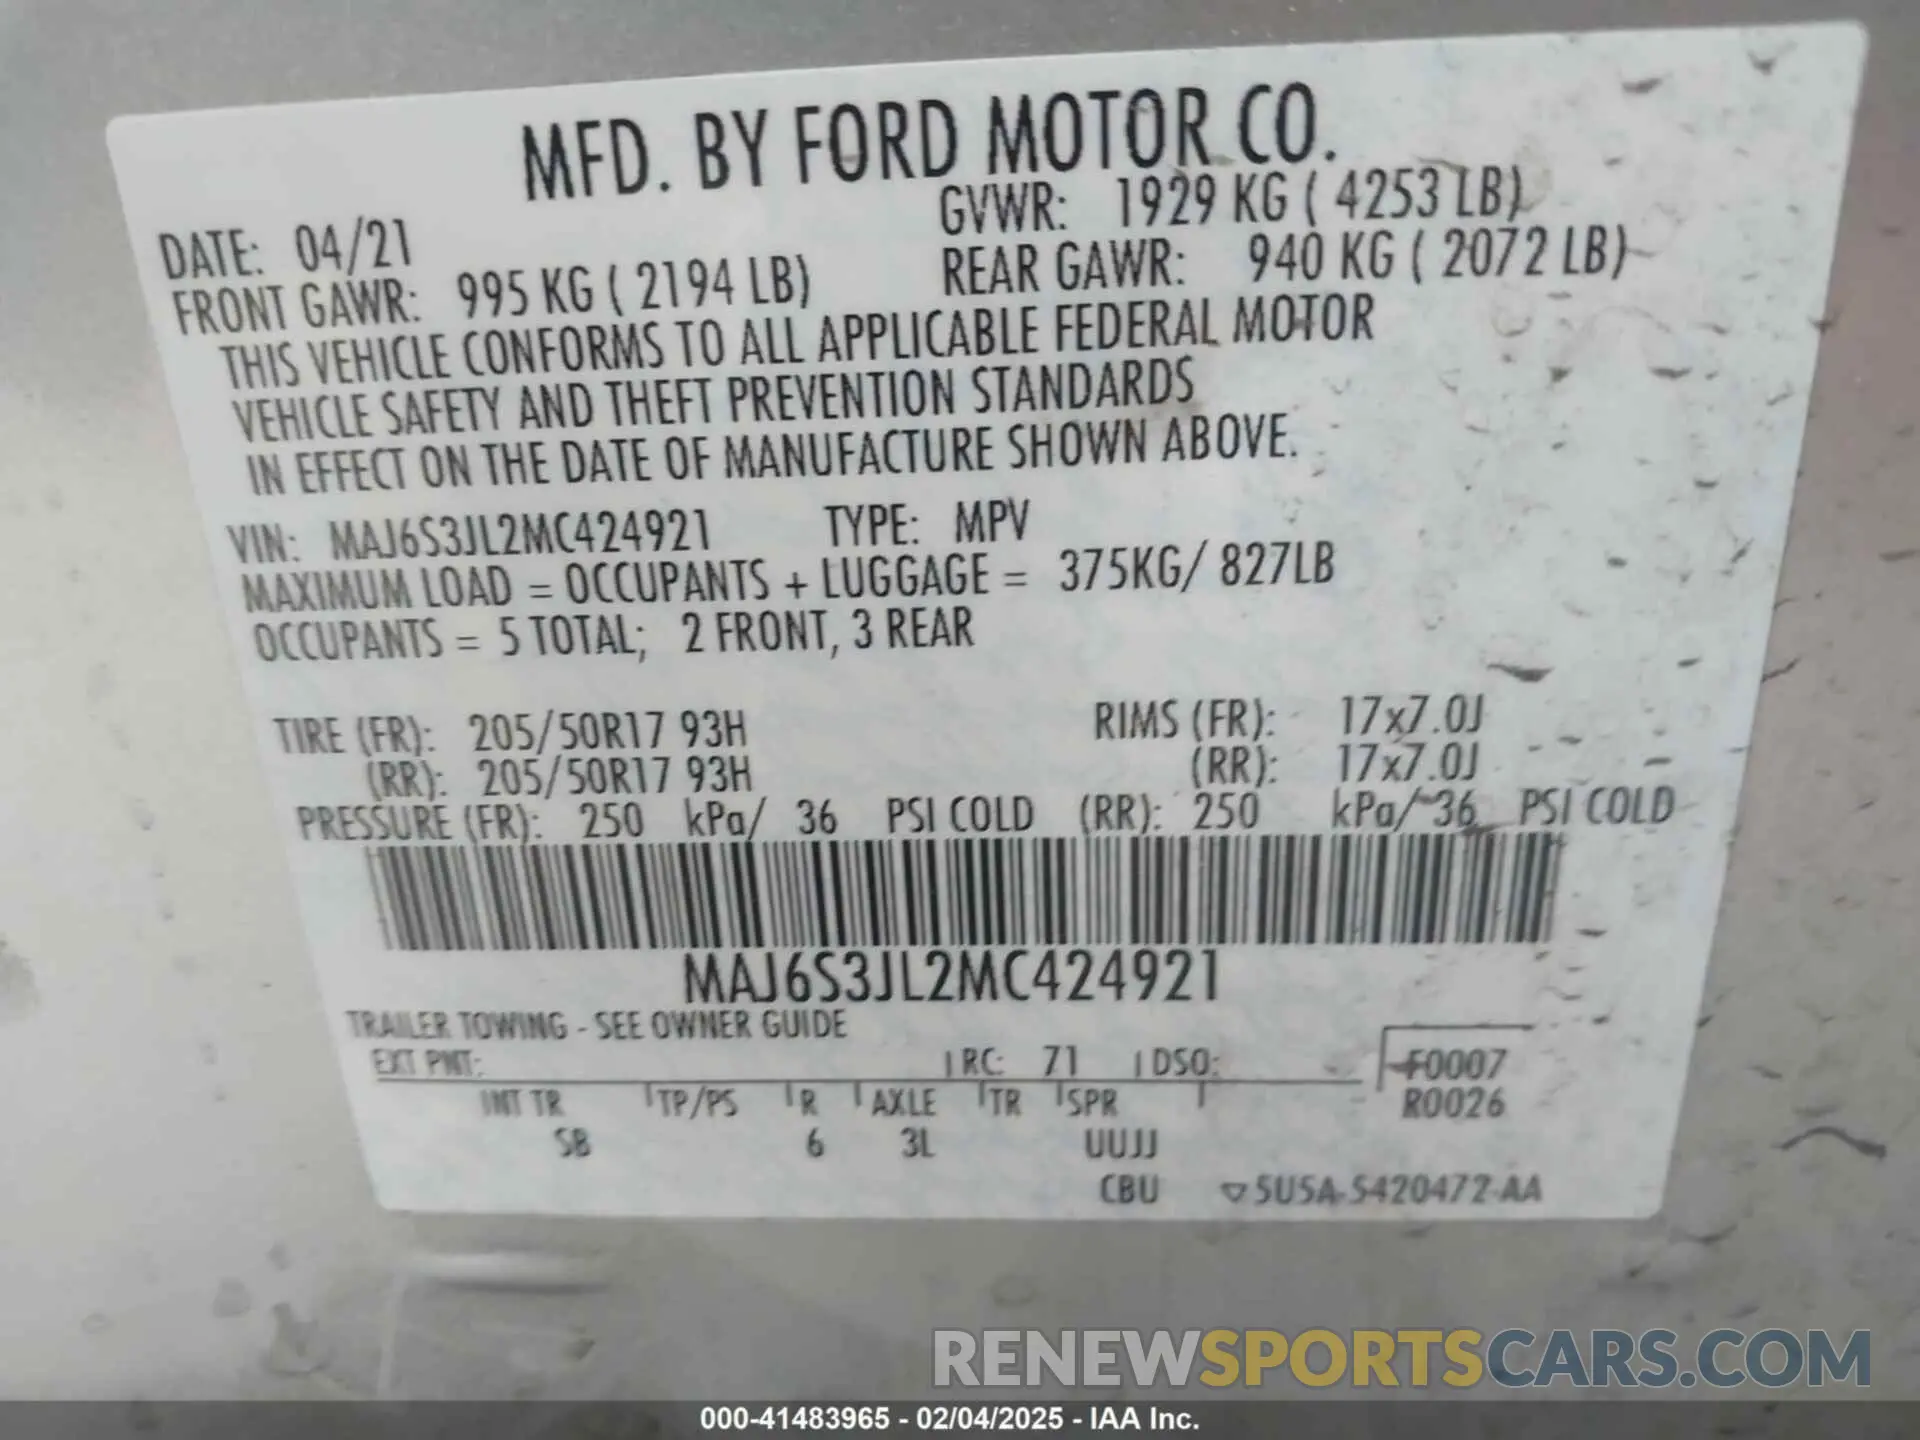 MFD. BY FORD MOTOR CO.
DATE: 04/21 GVWR: 1929 KG ( 4253 LB)
FRONT GAWR: 995 KG ( 2194 LB) REAR GAWR: 940 KG ( 2072 LB)
THIS VEHICLE CONFORMS TO ALL APPLICABLE FEDERAL MOTOR
VEHICLE SAFETY AND THEFT PREVENTION STANDARDS
IN EFFECT ON THE DATE OF MANUFACTURE SHOWN ABOVE.
VIN: MAJ6S3JL2MC424921 TYPE: MPV
MAXIMUM LOAD = OCCUPANTS + LUGGAGE = 375KG/ 827LB
OCCUPANTS = 5 TOTAL; 2 FRONT, 3 REAR
TIRE (FR): 205/50R17 93H RIMS (FR): 17x7.0J
(RR): 205/50R17 93H (RR): 17x7.0J
PRESSURE (FR): 250 kPa/ 36 PSI COLD (RR): 250 kPa/ 36 PSI COLD
MAJ6S3JL2MC424921
TRAILER TOWING - SEE OWNER GUIDE
EXT PNT: RC: 71 DSO: F0007
INT TR TP/PS R AXLE TR SPR R0026
SB 6 3L UUJJ
CBU ▽5U5A-5420472-AA
RENEWSPORTSCARS.COM
000-41483965 - 02/04/2025 - IAA Inc.